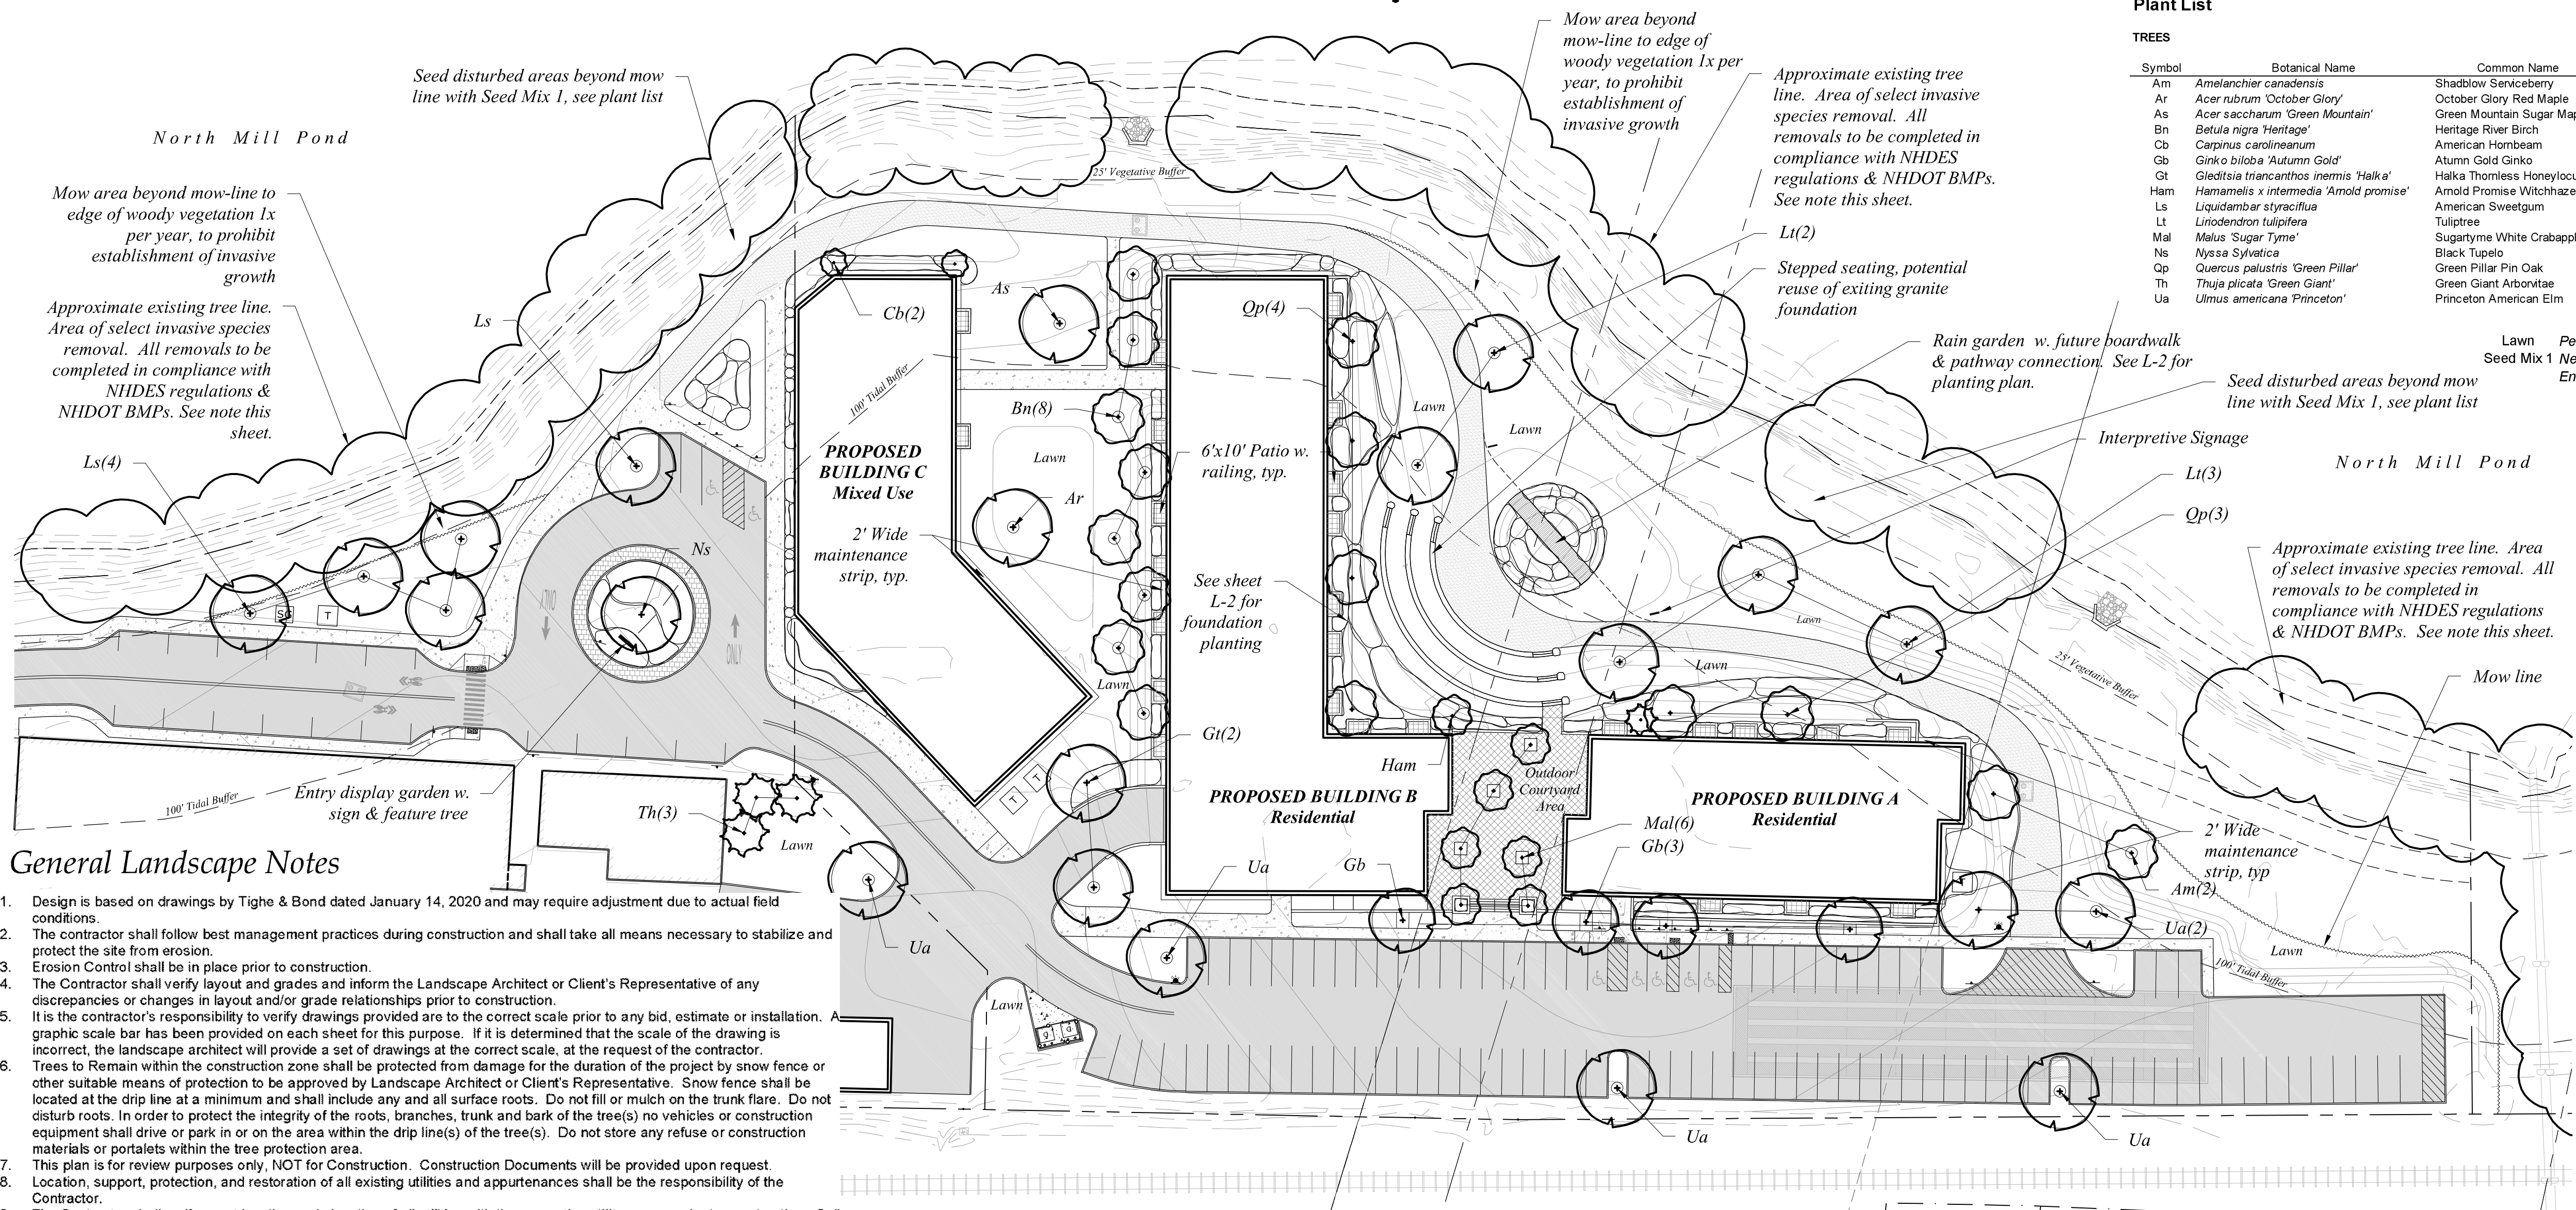 Plant List
TREES
Symbol Botanical Name Common Name
Am Amelanchier canadensis Shadblow Serviceberry
Ar Acer rubrum 'October Glory' October Glory Red Maple
As Acer saccharum 'Green Mountain' Green Mountain Sugar Map
Bn Betula nigra 'Heritage' Heritage River Birch
Cb Carpinus carolineanum American Hornbeam
Gb Ginko biloba 'Autumn Gold' Atumn Gold Ginko
Gt Gleditsia triancanthos inermis 'Halka' Halka Thornless Honeylocu
Ham Hamamelis x intermedia 'Arnold promise' Arnold Promise Witchhaze
Ls Liquidambar styraciflua American Sweetgum
Lt Liriodendron tulipifera Tuliptree
Mal Malus 'Sugar Tyme' Sugartyme White Crabappl
Ns Nyssa Sylvatica Black Tupelo
Qp Quercus palustris 'Green Pillar' Green Pillar Pin Oak
Th Thuja plicata 'Green Giant' Green Giant Arborvitae
Ua Ulmus americana 'Princeton' Princeton American Elm
Lawn Pe
Seed Mix 1 Ne
En
Seed disturbed areas beyond mow
line with Seed Mix 1, see plant list
North Mill Pond
Mow area beyond mow-line to
edge of woody vegetation 1x
per year, to prohibit
establishment of invasive
growth
Approximate existing tree line.
Area of select invasive species
removal. All removals to be
completed in compliance with
NHDES regulations &
NHDOT BMPs. See note this
sheet.
Ls(4)
Ls
Mow area beyond
mow-line to edge of
woody vegetation 1x per
year, to prohibit
establishment of
invasive growth
Approximate existing tree
line. Area of select invasive
species removal. All
removals to be completed in
compliance with NHDES
regulations & NHDOT BMPs.
See note this sheet.
25' Vegetative Buffer
Lt(2)
Stepped seating, potential
reuse of exiting granite
foundation
Rain garden w. future boardwalk
& pathway connection. See L-2 for
planting plan.
Seed disturbed areas beyond mow
line with Seed Mix 1, see plant list
Interpretive Signage
North Mill Pond
Lt(3)
Qp(3)
Approximate existing tree line. Area
of select invasive species removal. All
removals to be completed in
compliance with NHDES regulations
& NHDOT BMPs. See note this sheet.
25' Vegetative Buffer
Mow line
Cb(2)
As
Qp(4)
100' Tidal Buffer
Bn(8)
Lawn
Lawn
Lawn
PROPOSED
BUILDING C
Mixed Use
6'x10' Patio w.
railing, typ.
Ar
2' Wide
maintenance
strip, typ.
Ns
ONLY
ONLY
See sheet
L-2 for
foundation
planting
Lawn
Lawn
Lawn
SG
T
Gt(2)
T
T
Ham
Outdoor
Courtyard
Area
PROPOSED BUILDING B
Residential
PROPOSED BUILDING A
Residential
Mal(6)
Gb(3)
Ua
Gb
Entry display garden w.
sign & feature tree
100' Tidal Buffer
Th(3)
Lawn
Ua
2' Wide
maintenance
strip, typ
Am(2)
Ua(2)
Lawn
100' Tidal Buffer
Lawn
g
d
Ua
Ua
General Landscape Notes
1. Design is based on drawings by Tighe & Bond dated January 14, 2020 and may require adjustment due to actual field
conditions.
2. The contractor shall follow best management practices during construction and shall take all means necessary to stabilize and
protect the site from erosion.
3. Erosion Control shall be in place prior to construction.
4. The Contractor shall verify layout and grades and inform the Landscape Architect or Client's Representative of any
discrepancies or changes in layout and/or grade relationships prior to construction.
5. It is the contractor's responsibility to verify drawings provided are to the correct scale prior to any bid, estimate or installation. A
graphic scale bar has been provided on each sheet for this purpose. If it is determined that the scale of the drawing is
incorrect, the landscape architect will provide a set of drawings at the correct scale, at the request of the contractor.
6. Trees to Remain within the construction zone shall be protected from damage for the duration of the project by snow fence or
other suitable means of protection to be approved by Landscape Architect or Client's Representative. Snow fence shall be
located at the drip line at a minimum and shall include any and all surface roots. Do not fill or mulch on the trunk flare. Do not
disturb roots. In order to protect the integrity of the roots, branches, trunk and bark of the tree(s) no vehicles or construction
equipment shall drive or park in or on the area within the drip line(s) of the tree(s). Do not store any refuse or construction
materials or portalets within the tree protection area.
7. This plan is for review purposes only, NOT for Construction. Construction Documents will be provided upon request.
8. Location, support, protection, and restoration of all existing utilities and appurtenances shall be the responsibility of the
Contractor.